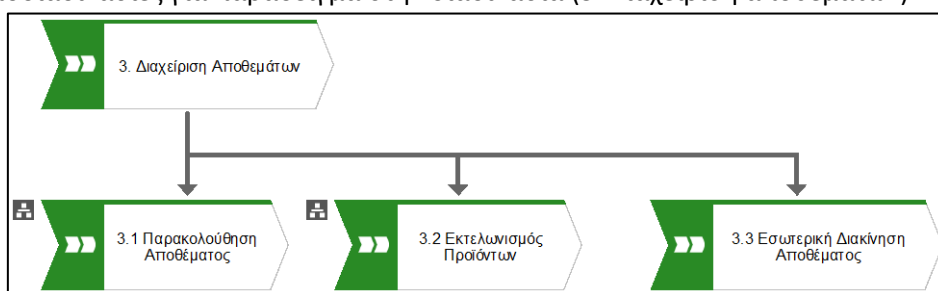 3. Διαχείριση Αποθεμάτων
3.1 Παρακολούθηση
Αποθέματος
3.2 Εκτελωνισμός
Προϊόντων
3.3 Εσωτερική Διακίνηση
Αποθέματος